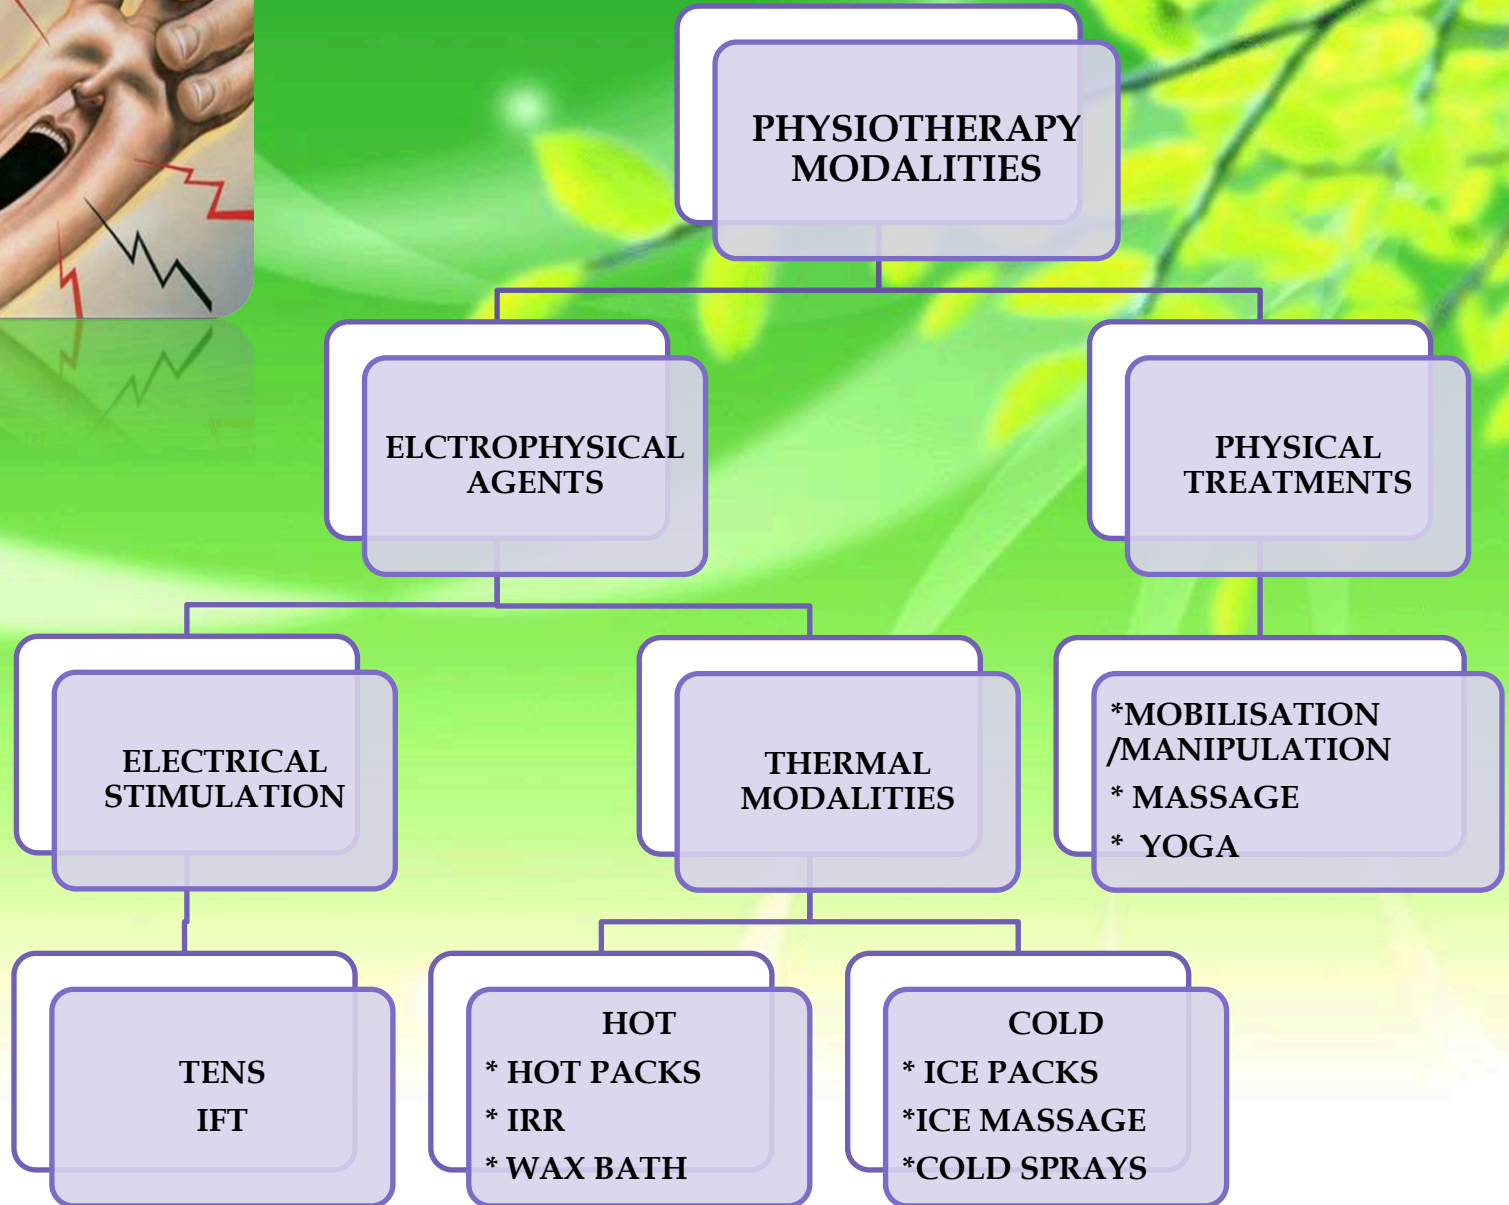 PHYSIOTHERAPY
MODALITIES
ELCTROPHYSICAL
AGENTS
PHYSICAL
TREATMENTS
ELECTRICAL
STIMULATION
THERMAL
MODALITIES
*MOBILISATION
/MANIPULATION
* MASSAGE
* YOGA
TENS
IFT
HOT
* HOT PACKS
* IRR
* WAX BATH
COLD
* ICE PACKS
*ICE MASSAGE
*COLD SPRAYS